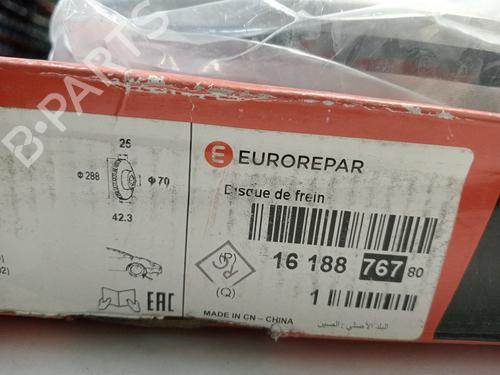 B-PARTS
25
Φ 288
Φ 70
42.3
EUROREPAR
Disque de frein
16 188 767 80
(Q)
1
EAC
MADE IN CN - CHINA
البلد الأصلي : الصين